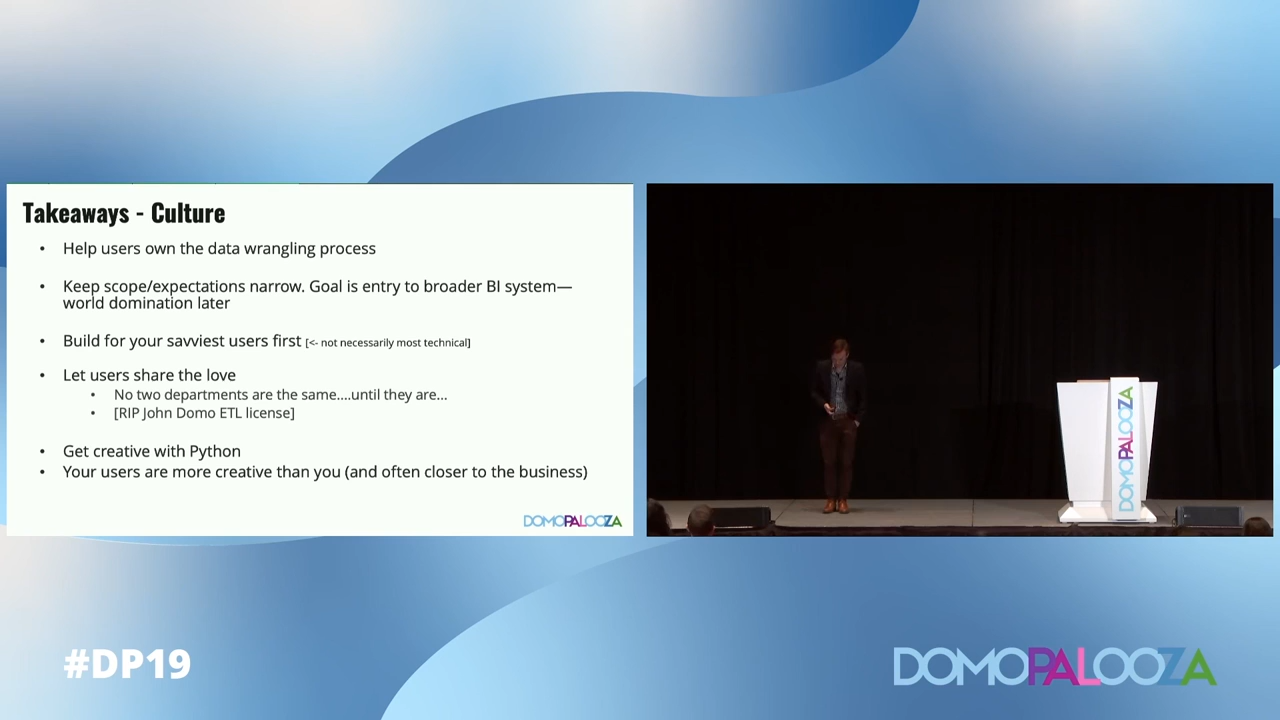 Takeaways - Culture
• Help users own the data wrangling process
• Keep scope/expectations narrow. Goal is entry to broader BI system—
world domination later
• Build for your savviest users first [<- not necessarily most technical]
• Let users share the love
• No two departments are the same....until they are...
• [RIP John Domo ETL license]
• Get creative with Python
• Your users are more creative than you (and often closer to the business)
DOMOPALOOZA
DOMOPALOOZA
#DP19
DOMOPALOOZA